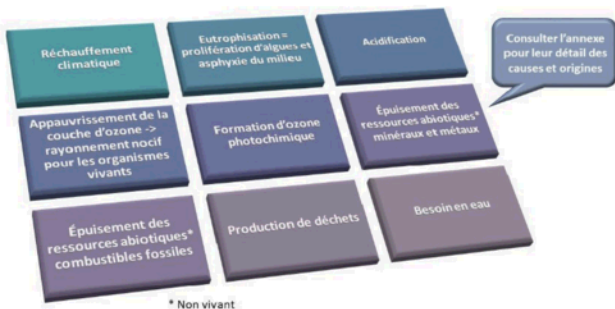 Réchauffement
climatique
Eutrophisation =
prolifération d'algues et
asphyxie du milieu
Acidification
Consulter l'annexe
pour leur détail des
causes et origines
Appauvrissement de la
couche d'ozone ->
rayonnement nocif
pour les organismes
vivants
Formation d'ozone
photochimique
Épuisement des
ressources abiotiques*
minéraux et métaux
Épuisement des
ressources abiotiques*
combustibles fossiles
Production de déchets
Besoin en eau
* Non vivant